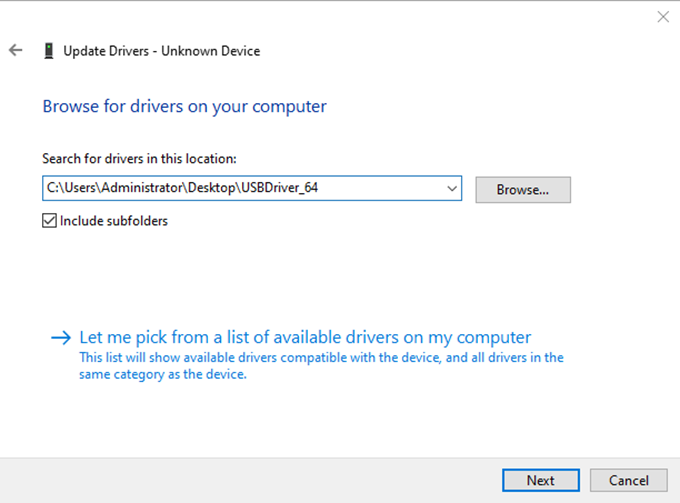 Update Drivers - Unknown Device
Browse for drivers on your computer
Search for drivers in this location:
C:\Users\Administrator\Desktop\USBDriver_64
Browse...
Include subfolders
Let me pick from a list of available drivers on my computer
This list will show available drivers compatible with the device, and all drivers in the
same category as the device.
Next
Cancel